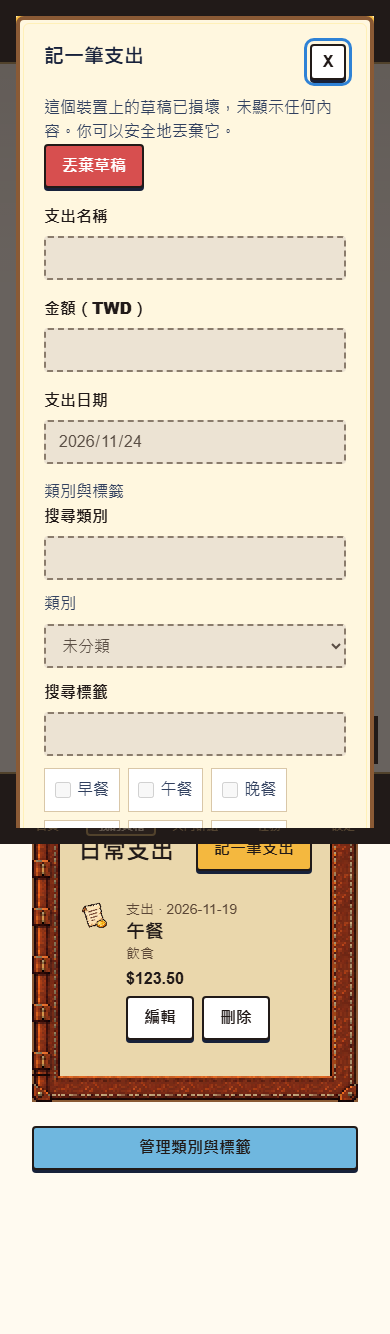 記一筆支出
X
這個裝置上的草稿已損壞，未顯示任何內
容。你可以安全地丟棄它。
丟棄草稿
支出名稱
金額（TWD）
支出日期
2026/11/24
類別與標籤
搜尋類別
類別
未分類
搜尋標籤
早餐
午餐
晚餐
日常支出
記一筆支出
支出 · 2026-11-19
午餐
飲食
$123.50
編輯
刪除
管理類別與標籤